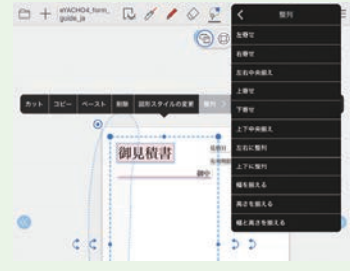 eYACHO4_form_
guide_ja
整列
左寄せ
右寄せ
左右中央揃え
上寄せ
下寄せ
上下中央揃え
左右に整列
上下に整列
幅を揃える
高さを揃える
幅と高さを揃える
カット コピー ペースト 削除 図形スタイルの変更 整列
御見積書
御中